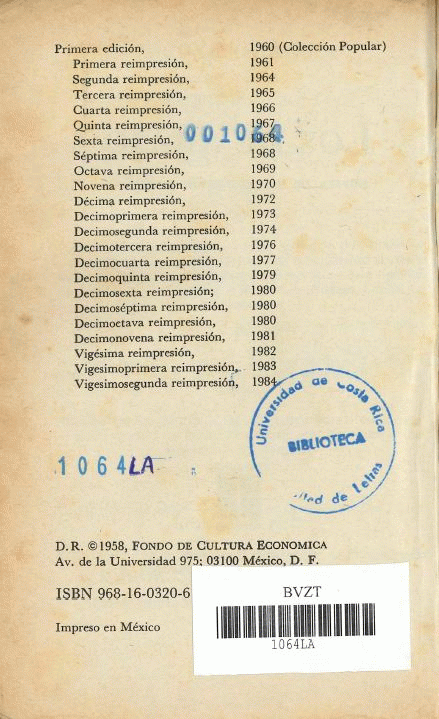 Primera edición, 1960 (Colección Popular)
Primera reimpresión, 1961
Segunda reimpresión, 1964
Tercera reimpresión, 1965
Cuarta reimpresión, 1966
Quinta reimpresión, 1967
001064
Sexta reimpresión, 1968
Séptima reimpresión, 1968
Octava reimpresión, 1969
Novena reimpresión, 1970
Décima reimpresión, 1972
Decimoprimera reimpresión, 1973
Decimosegunda reimpresión, 1974
Decimotercera reimpresión, 1976
Decimocuarta reimpresión, 1977
Decimoquinta reimpresión, 1979
Decimosexta reimpresión; 1980
Decimoséptima reimpresión, 1980
Decimoctava reimpresión, 1980
Decimonovena reimpresión, 1981
Vigésima reimpresión, 1982
Vigesimoprimera reimpresión, 1983
Vigesimosegunda reimpresión, 1984
Universidad de Costa Rica
BIBLIOTECA
de Letras
1064LA
D. R. © 1958, FONDO DE CULTURA ECONOMICA
Av. de la Universidad 975; 03100 México, D. F.
ISBN 968-16-0320-6
BVZT
1064LA
Impreso en México